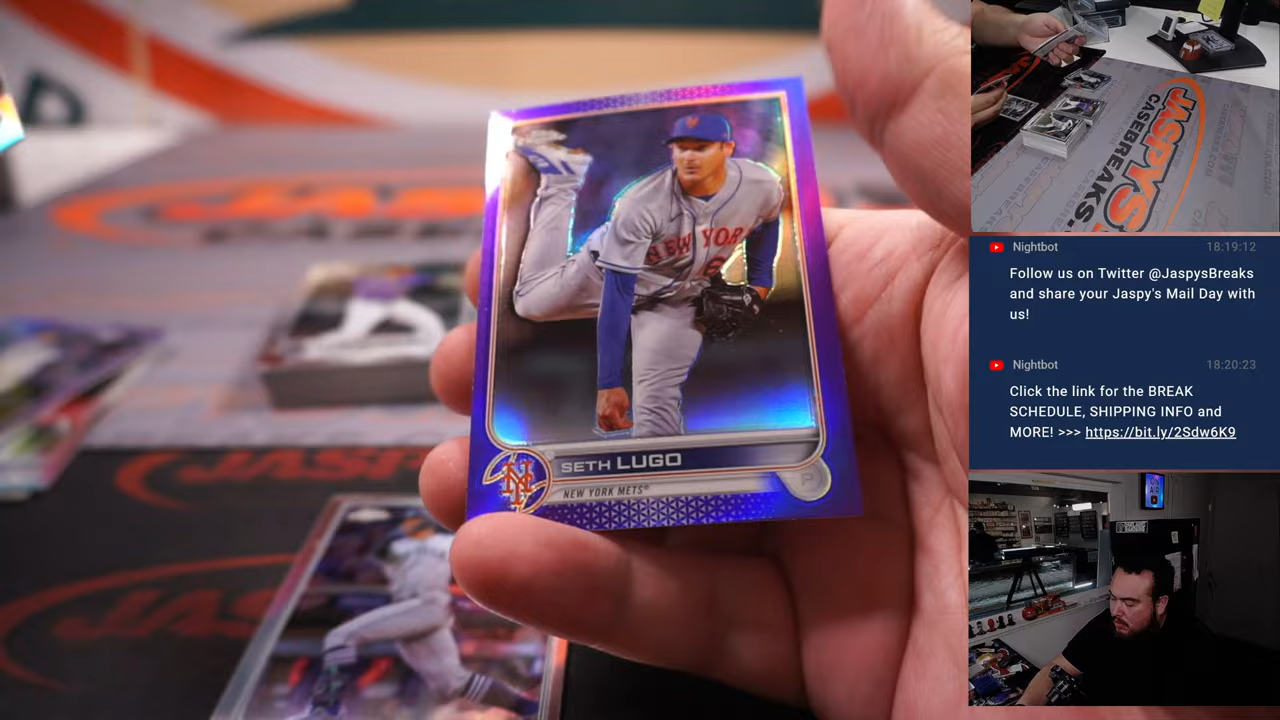 NEW YORK
SETH LUGO
NEW YORK METS®
P
JASPYS
CASEBREAKS.
Nightbot 18:19:12
Follow us on Twitter @JaspysBreaks
and share your Jaspy's Mail Day with
us!
Nightbot 18:20:23
Click the link for the BREAK
SCHEDULE, SHIPPING INFO and
MORE! >>> https://bit.ly/2Sdw6K9